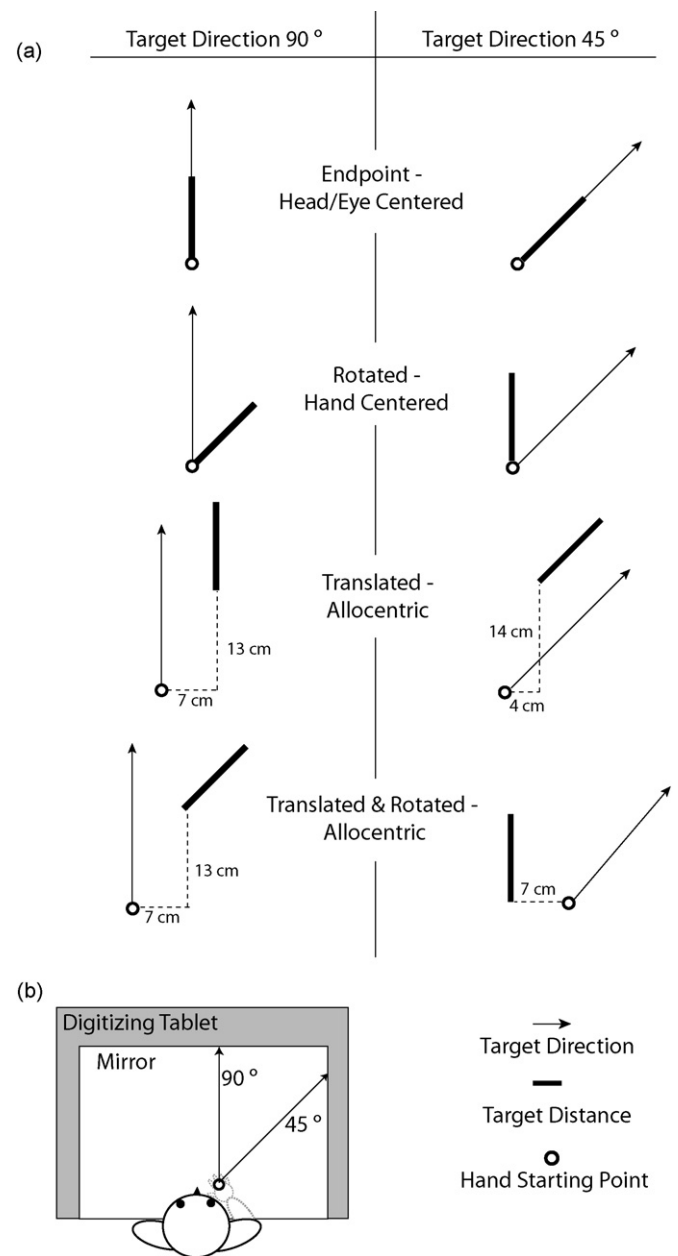 (a)
Target Direction 90 º
Target Direction 45 º
Endpoint -
Head/Eye Centered
Rotated -
Hand Centered
Translated -
Allocentric
13 cm
7 cm
14 cm
4 cm
Translated & Rotated -
Allocentric
13 cm
7 cm
7 cm
(b)
Digitizing Tablet
Mirror
90 º
45 º
Target Direction
Target Distance
Hand Starting Point